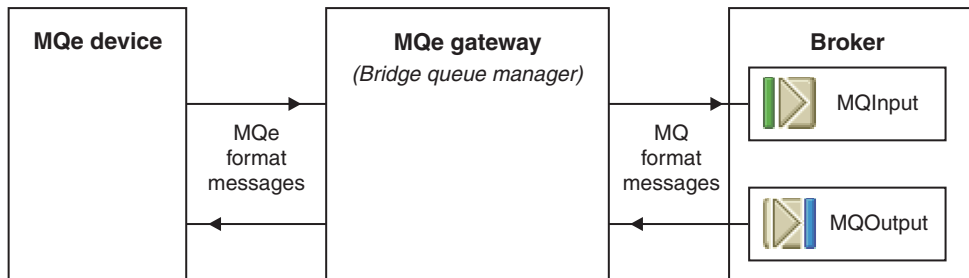 MQe device
MQe gateway
(Bridge queue manager)
Broker
MQInput
MQe
format
messages
MQ
format
messages
MQOutput